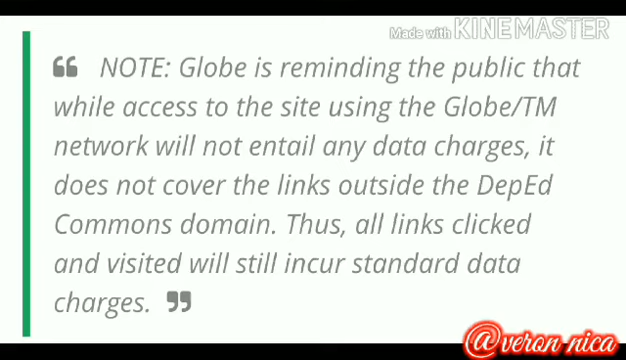 Made with KINEMASTER
❝ NOTE: Globe is reminding the public that
while access to the site using the Globe/TM
network will not entail any data charges, it
does not cover the links outside the DepEd
Commons domain. Thus, all links clicked
and visited will still incur standard data
charges. ❞
@veron nica